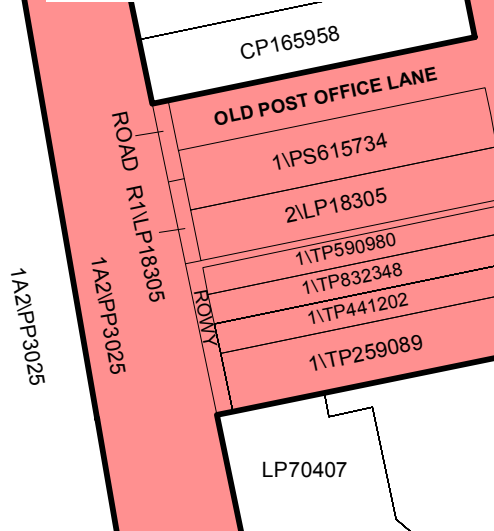 CP165958
OLD POST OFFICE LANE
ROAD
1\PS615734
R1\LP18305
2\LP18305
1\TP590980
1\TP832348
1\TP441202
1\TP259089
ROWY
1A2\PP3025
1A2\PP3025
LP70407